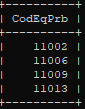 +----------+
| CodEqPrb |
+----------+
|    11002 |
|    11006 |
|    11009 |
|    11013 |
+----------+